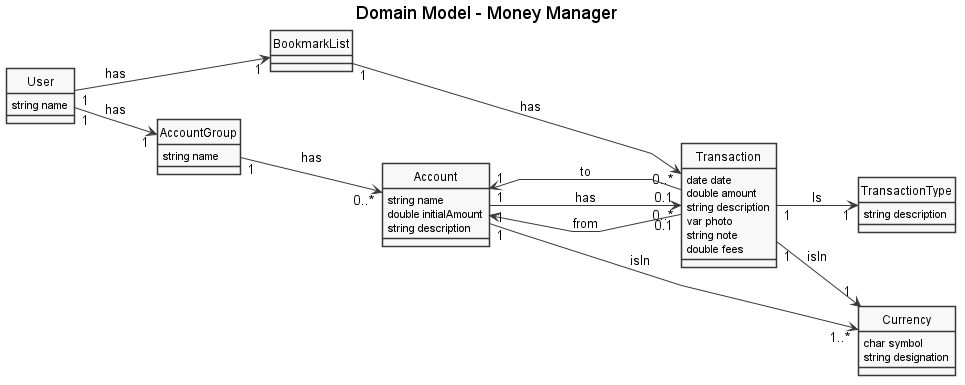 Domain Model - Money Manager
BookmarkList
1
1
has
User
string name
1
1
has
AccountGroup
string name
1
1
has
0..*
Account
string name
double initialAmount
string description
1
1
1
1
to
has
from
has
0..*
0.1
0..*
0.1
Transaction
date date
double amount
string description
var photo
string note
double fees
1
Is
1
TransactionType
string description
1
isIn
1
isIn
1..*
Currency
char symbol
string designation